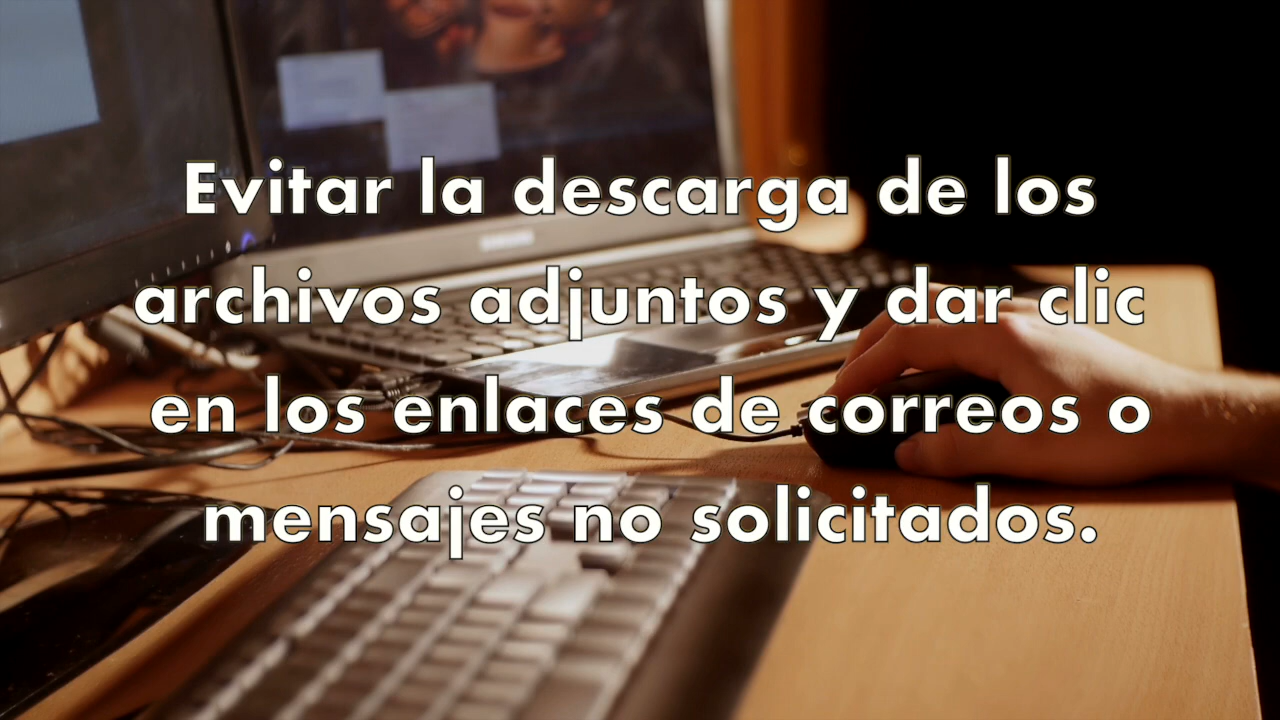 Evitar la descarga de los
archivos adjuntos y dar clic
en los enlaces de correos o
mensajes no solicitados.